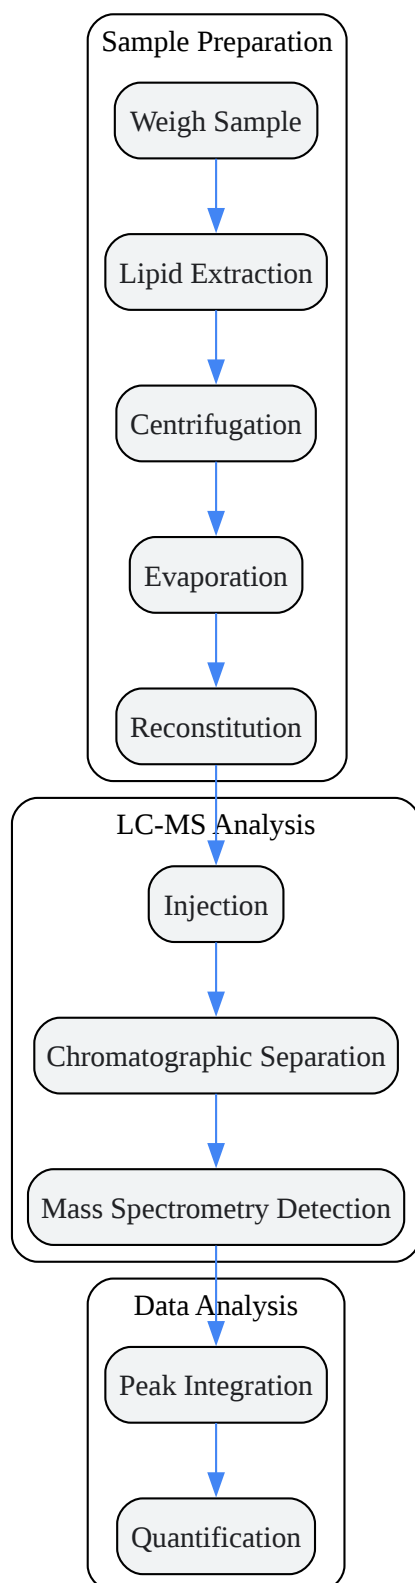 Sample Preparation
Weigh Sample
Lipid Extraction
Centrifugation
Evaporation
Reconstitution
LC-MS Analysis
Injection
Chromatographic Separation
Mass Spectrometry Detection
Data Analysis
Peak Integration
Quantification